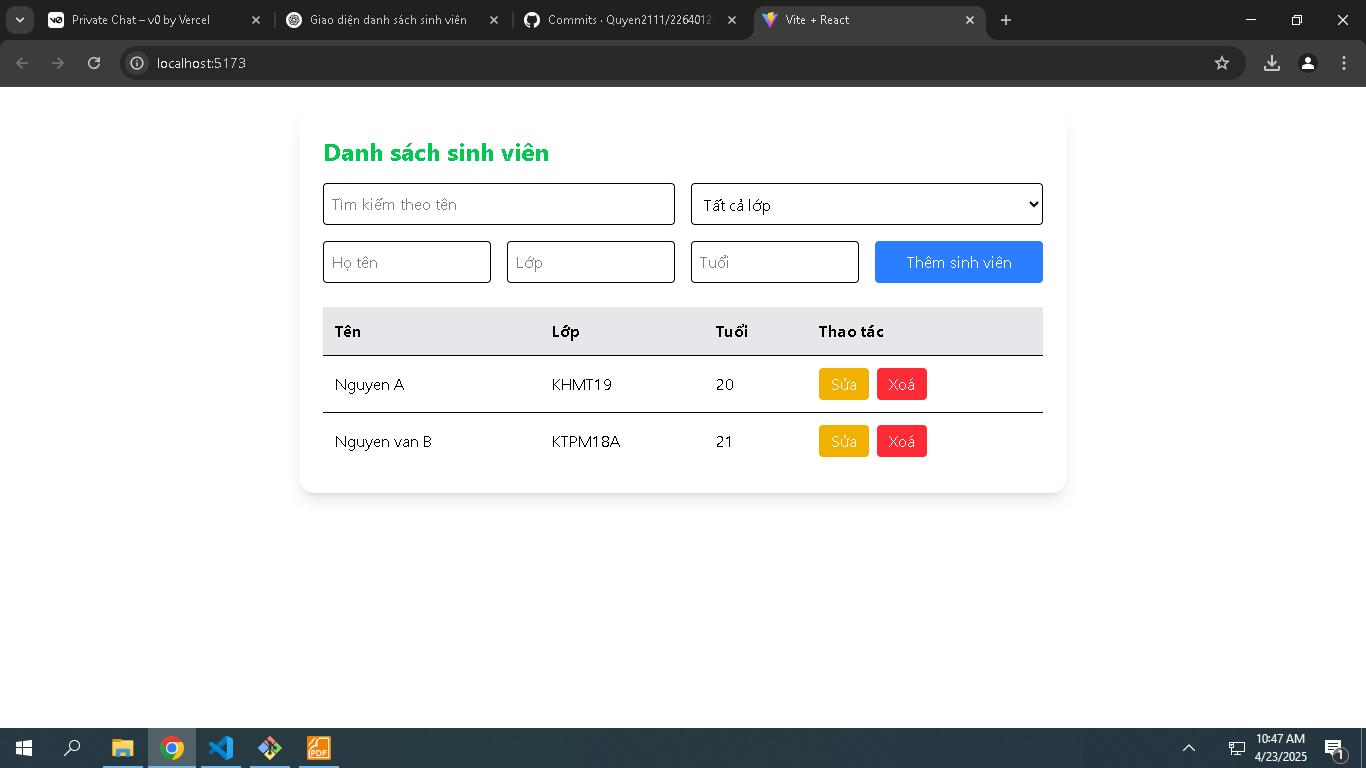 Private Chat – v0 by Vercel
Giao diện danh sách sinh viên
Commits · Quyen2111/2264012
Vite + React
localhost:5173
Danh sách sinh viên
Tìm kiếm theo tên
Tất cả lớp
Họ tên
Lớp
Tuổi
Thêm sinh viên
Tên Lớp Tuổi Thao tác
Nguyen A KHMT19 20 Sửa Xoá
Nguyen van B KTPM18A 21 Sửa Xoá
PDF
10:47 AM
4/23/2025
1